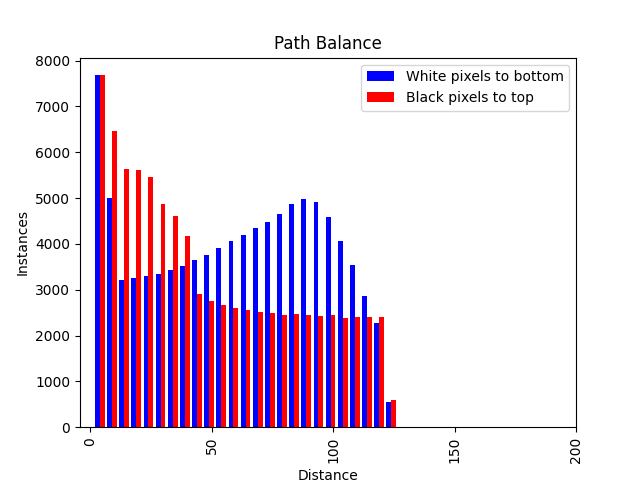 Path Balance
8000
7000
6000
5000
4000
3000
2000
1000
0
Instances
White pixels to bottom
Black pixels to top
0
50
100
150
200
Distance